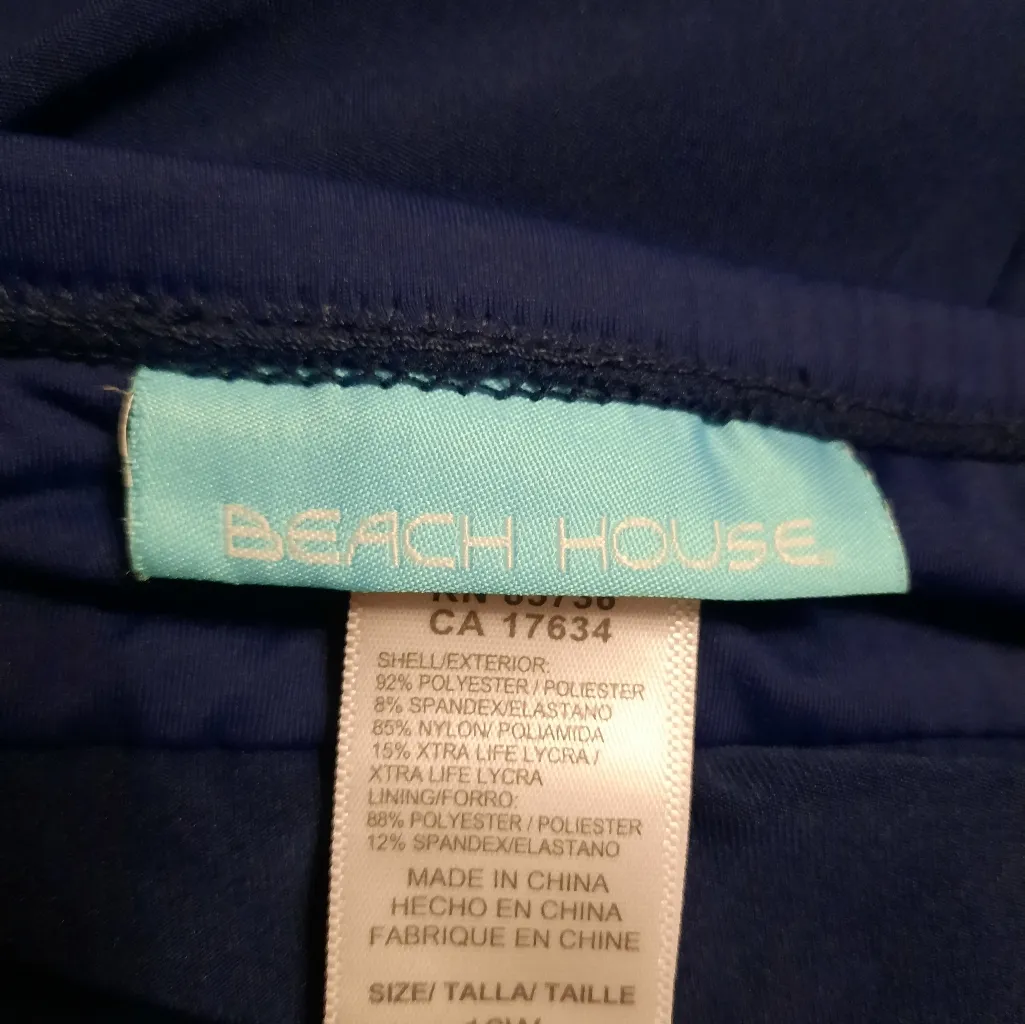 BEACH HOUSE
CA 17634
SHELL/EXTERIOR:
92% POLYESTER / POLIESTER
8% SPANDEX/ELASTANO
85% NYLON/ POLIAMIDA
15% XTRA LIFE LYCRA /
XTRA LIFE LYCRA
LINING/FORRO:
88% POLYESTER / POLIESTER
12% SPANDEX/ELASTANO
MADE IN CHINA
HECHO EN CHINA
FABRIQUE EN CHINE
SIZE/ TALLA/ TAILLE